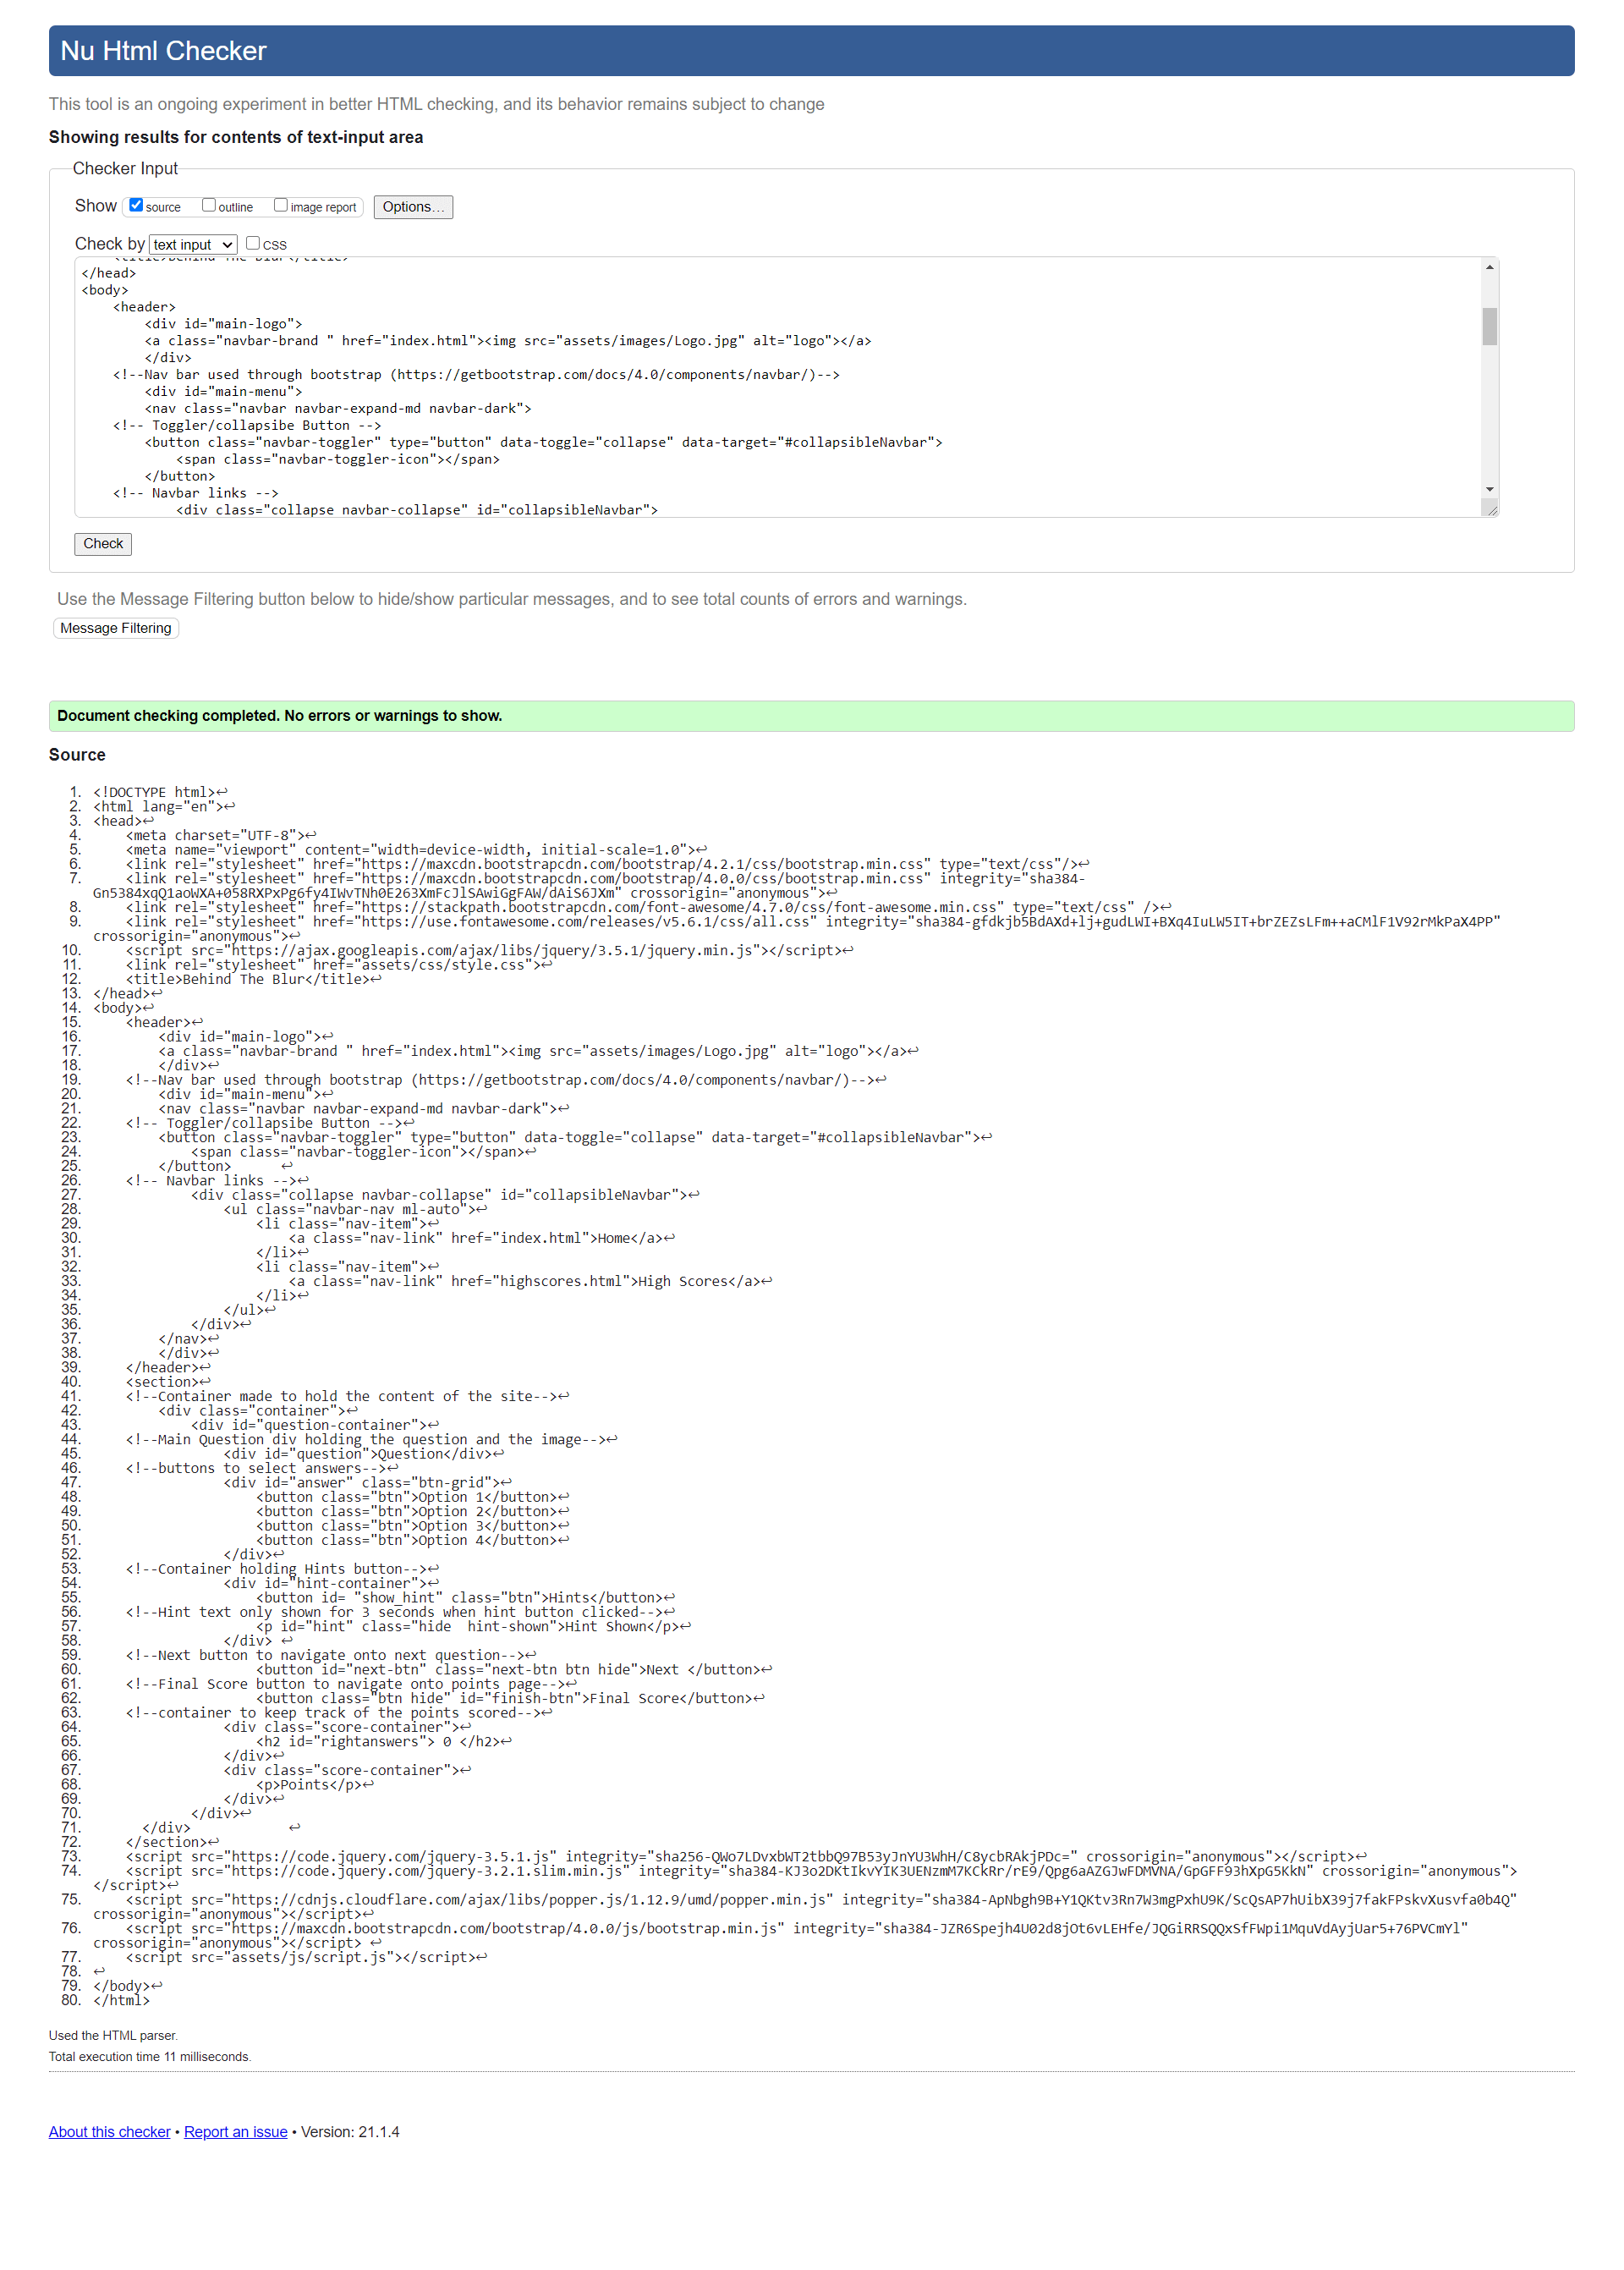 Nu Html Checker
This tool is an ongoing experiment in better HTML checking, and its behavior remains subject to change
Showing results for contents of text-input area
Checker Input
Show source outline image report Options...
Check by text input CSS
</head>
<body>
    <header>
        <div id="main-logo">
        <a class="navbar-brand " href="index.html"><img src="assets/images/Logo.jpg" alt="logo"></a>
        </div>
    <!--Nav bar used through bootstrap (https://getbootstrap.com/docs/4.0/components/navbar/)-->
        <div id="main-menu">
        <nav class="navbar navbar-expand-md navbar-dark">
    <!-- Toggler/collapsibe Button -->
        <button class="navbar-toggler" type="button" data-toggle="collapse" data-target="#collapsibleNavbar">
            <span class="navbar-toggler-icon"></span>
        </button>
    <!-- Navbar links -->
            <div class="collapse navbar-collapse" id="collapsibleNavbar">
Check
Use the Message Filtering button below to hide/show particular messages, and to see total counts of errors and warnings.
Message Filtering
Document checking completed. No errors or warnings to show.
Source
1. <!DOCTYPE html>↩
2. <html lang="en">↩
3. <head>↩
4.     <meta charset="UTF-8">↩
5.     <meta name="viewport" content="width=device-width, initial-scale=1.0">↩
6.     <link rel="stylesheet" href="https://maxcdn.bootstrapcdn.com/bootstrap/4.2.1/css/bootstrap.min.css" type="text/css"/>↩
7.     <link rel="stylesheet" href="https://maxcdn.bootstrapcdn.com/bootstrap/4.0.0/css/bootstrap.min.css" integrity="sha384-
Gn5384xqQ1aoWXA+058RXPxPg6fy4IWvTNh0E263XmFcJlSAwiGgFAW/dAiS6JXm" crossorigin="anonymous">↩
8.     <link rel="stylesheet" href="https://stackpath.bootstrapcdn.com/font-awesome/4.7.0/css/font-awesome.min.css" type="text/css" />↩
9.     <link rel="stylesheet" href="https://use.fontawesome.com/releases/v5.6.1/css/all.css" integrity="sha384-gfdkjb5BdAXd+lj+gudLWI+BXq4IuLW5IT+brZEZsLFm++aCMlF1V92rMkPaX4PP"
crossorigin="anonymous">↩
10.     <script src="https://ajax.googleapis.com/ajax/libs/jquery/3.5.1/jquery.min.js"></script>↩
11.     <link rel="stylesheet" href="assets/css/style.css">↩
12.     <title>Behind The Blur</title>↩
13. </head>↩
14. <body>↩
15.     <header>↩
16.         <div id="main-logo">↩
17.         <a class="navbar-brand " href="index.html"><img src="assets/images/Logo.jpg" alt="logo"></a>↩
18.         </div>↩
19.     <!--Nav bar used through bootstrap (https://getbootstrap.com/docs/4.0/components/navbar/)-->↩
20.         <div id="main-menu">↩
21.         <nav class="navbar navbar-expand-md navbar-dark">↩
22.     <!-- Toggler/collapsibe Button -->↩
23.         <button class="navbar-toggler" type="button" data-toggle="collapse" data-target="#collapsibleNavbar">↩
24.             <span class="navbar-toggler-icon"></span>↩
25.         </button>      ↩
26.     <!-- Navbar links -->↩
27.             <div class="collapse navbar-collapse" id="collapsibleNavbar">↩
28.                 <ul class="navbar-nav ml-auto">↩
29.                     <li class="nav-item">↩
30.                         <a class="nav-link" href="index.html">Home</a>↩
31.                     </li>↩
32.                     <li class="nav-item">↩
33.                         <a class="nav-link" href="highscores.html">High Scores</a>↩
34.                     </li>↩
35.                 </ul>↩
36.             </div>↩
37.         </nav>↩
38.         </div>↩
39.     </header>↩
40.     <section>↩
41.     <!--Container made to hold the content of the site-->↩
42.         <div class="container">↩
43.             <div id="question-container">↩
44.     <!--Main Question div holding the question and the image-->↩
45.                 <div id="question">Question</div>↩
46.     <!--buttons to select answers-->↩
47.                 <div id="answer" class="btn-grid">↩
48.                     <button class="btn">Option 1</button>↩
49.                     <button class="btn">Option 2</button>↩
50.                     <button class="btn">Option 3</button>↩
51.                     <button class="btn">Option 4</button>↩
52.                 </div>↩
53.     <!--Container holding Hints button-->↩
54.                 <div id="hint-container">↩
55.                     <button id= "show_hint" class="btn">Hints</button>↩
56.     <!--Hint text only shown for 3 seconds when hint button clicked-->↩
57.                     <p id="hint" class="hide  hint-shown">Hint Shown</p>↩
58.                 </div> ↩
59.     <!--Next button to navigate onto next question-->↩
60.                     <button id="next-btn" class="next-btn btn hide">Next </button>↩
61.     <!--Final Score button to navigate onto points page-->↩
62.                     <button class="btn hide" id="finish-btn">Final Score</button>↩
63.     <!--container to keep track of the points scored-->↩
64.                 <div class="score-container">↩
65.                     <h2 id="rightanswers"> 0 </h2>↩
66.                 </div>↩
67.                 <div class="score-container">↩
68.                     <p>Points</p>↩
69.                 </div>↩
70.             </div>↩
71.       </div>            ↩
72.     </section>↩
73.     <script src="https://code.jquery.com/jquery-3.5.1.js" integrity="sha256-QWo7LDvxbWT2tbbQ97B53yJnYU3WhH/C8ycbRAkjPDc=" crossorigin="anonymous"></script>↩
74.     <script src="https://code.jquery.com/jquery-3.2.1.slim.min.js" integrity="sha384-KJ3o2DKtIkvYIK3UENzmM7KCkRr/rE9/Qpg6aAZGJwFDMVNA/GpGFF93hXpG5KkN" crossorigin="anonymous">
</script>↩
75.     <script src="https://cdnjs.cloudflare.com/ajax/libs/popper.js/1.12.9/umd/popper.min.js" integrity="sha384-ApNbgh9B+Y1QKtv3Rn7W3mgPxhU9K/ScQsAP7hUibX39j7fakFPskvXusvfa0b4Q"
crossorigin="anonymous"></script>↩
76.     <script src="https://maxcdn.bootstrapcdn.com/bootstrap/4.0.0/js/bootstrap.min.js" integrity="sha384-JZR6Spejh4U02d8jOt6vLEHfe/JQGiRRSQQxSfFWpi1MquVdAyjUar5+76PVCmYl"
crossorigin="anonymous"></script> ↩
77.     <script src="assets/js/script.js"></script>↩
78. ↩
79. </body>↩
80. </html>
Used the HTML parser.
Total execution time 11 milliseconds.
About this checker • Report an issue • Version: 21.1.4